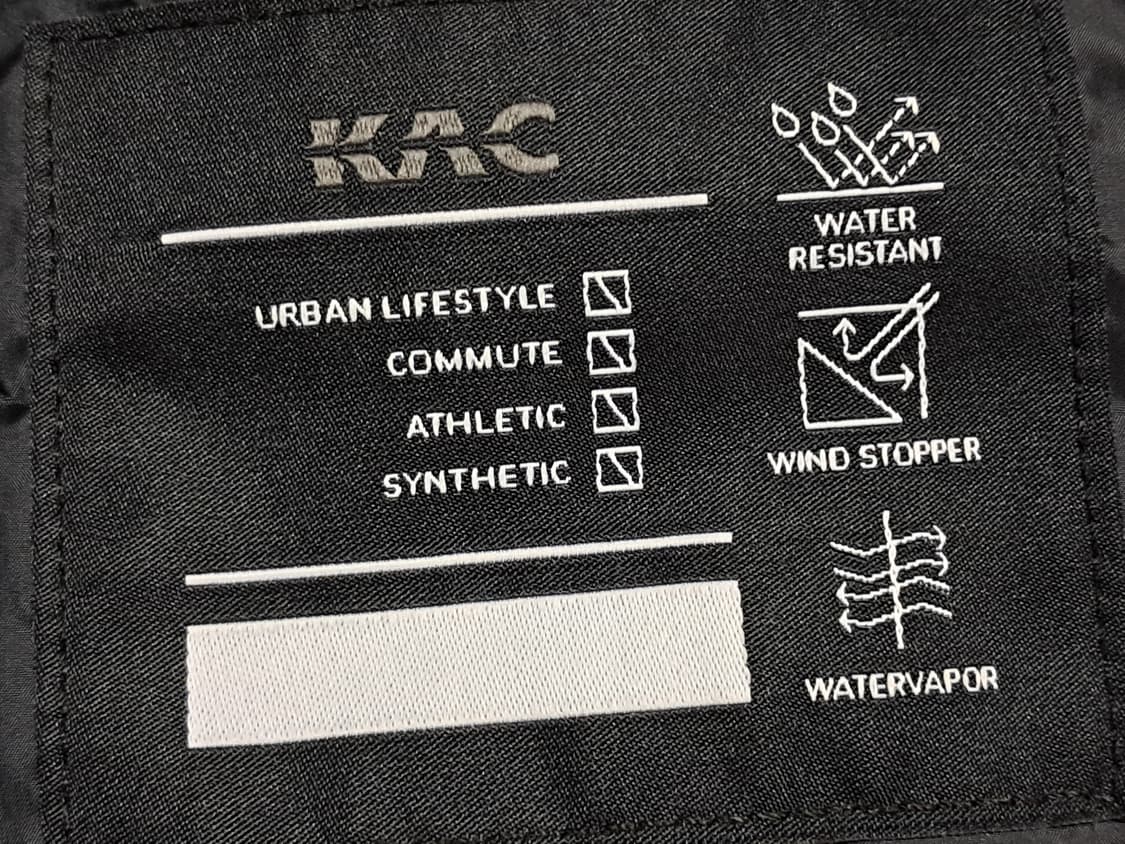 KAC
URBAN LIFESTYLE
COMMUTE
ATHLETIC
SYNTHETIC
WATER
RESISTANT
WIND STOPPER
WATERVAPOR